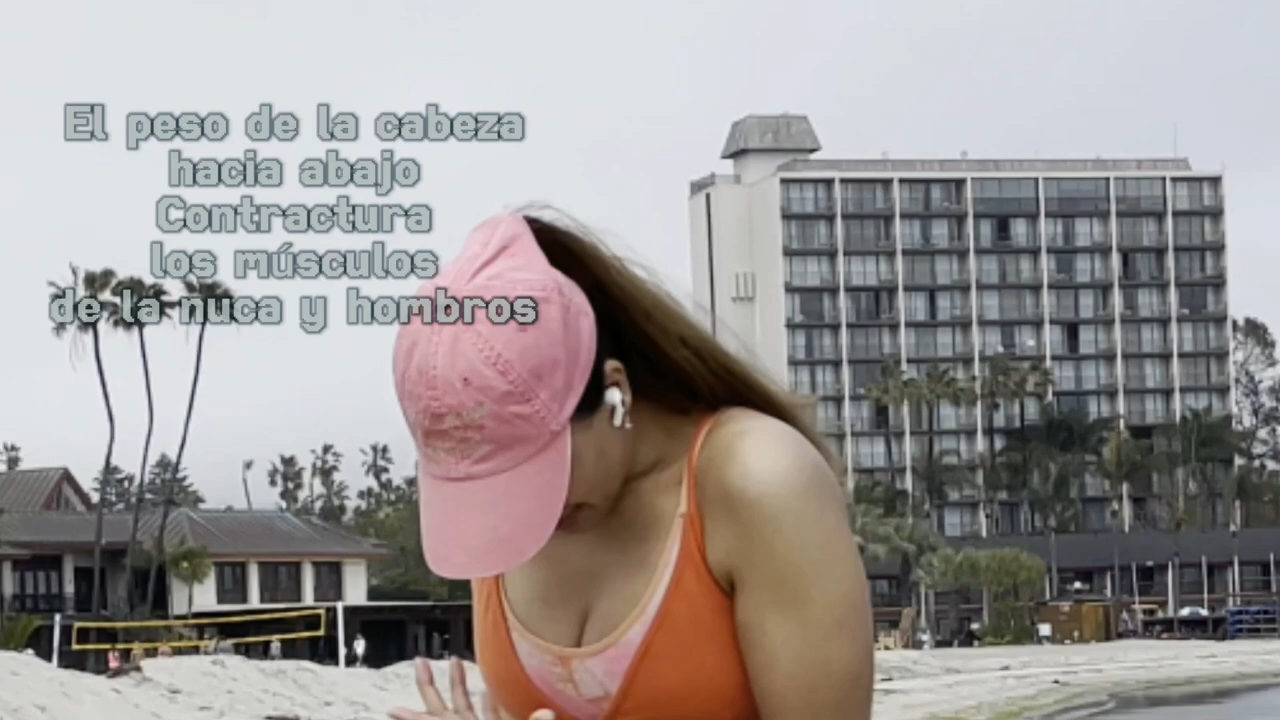 El peso de la cabeza
hacia abajo
Contractura
los músculos
de la nuca y hombros